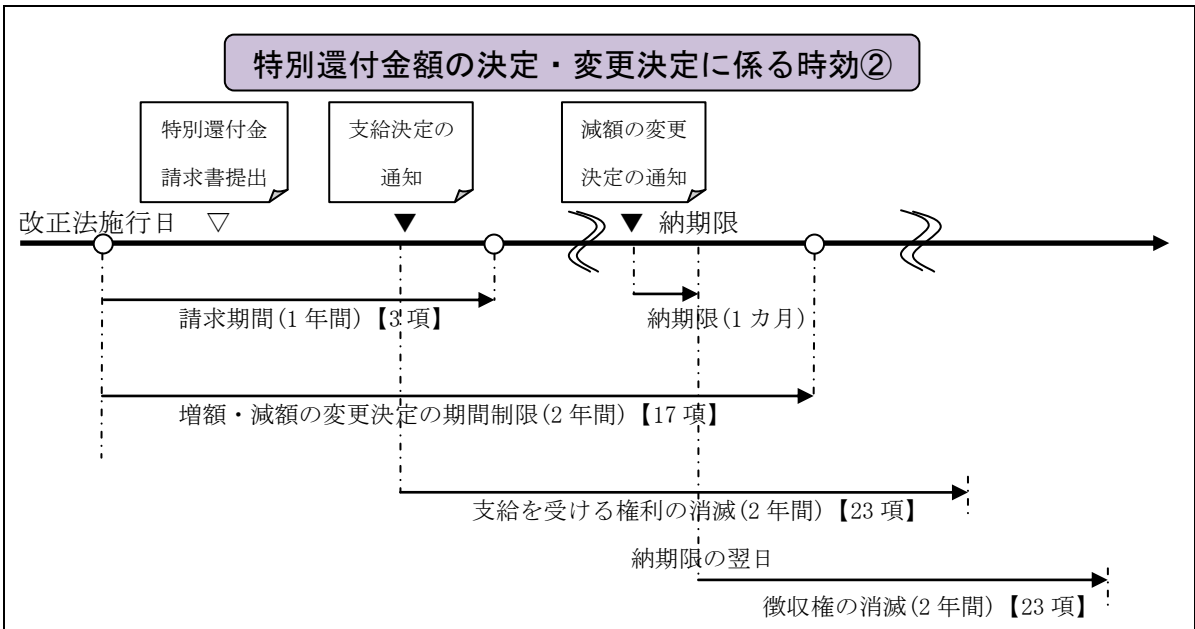 特別還付金額の決定・変更決定に係る時効②
特別還付金
請求書提出
支給決定の
通知
減額の変更
決定の通知
改正法施行日 ▽
▼
▼ 納期限
請求期間(1年間)【3項】
納期限(1カ月)
増額・減額の変更決定の期間制限(2年間)【17項】
支給を受ける権利の消滅(2年間)【23項】
納期限の翌日
徴収権の消滅(2年間)【23項】